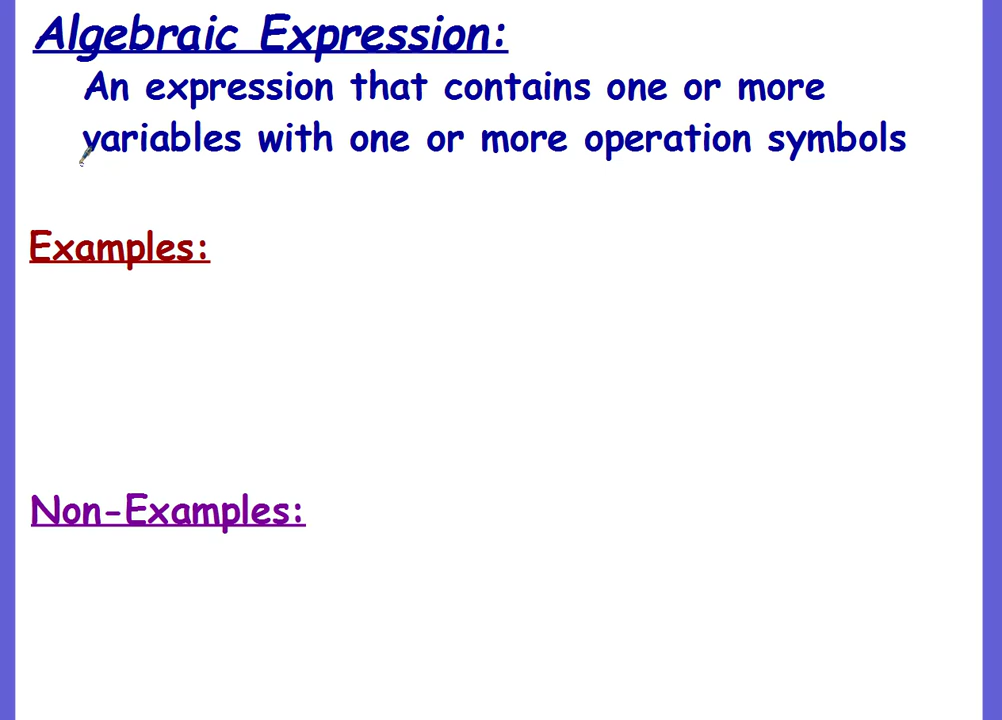 Algebraic Expression:
An expression that contains one or more
variables with one or more operation symbols
Examples:
Non-Examples: